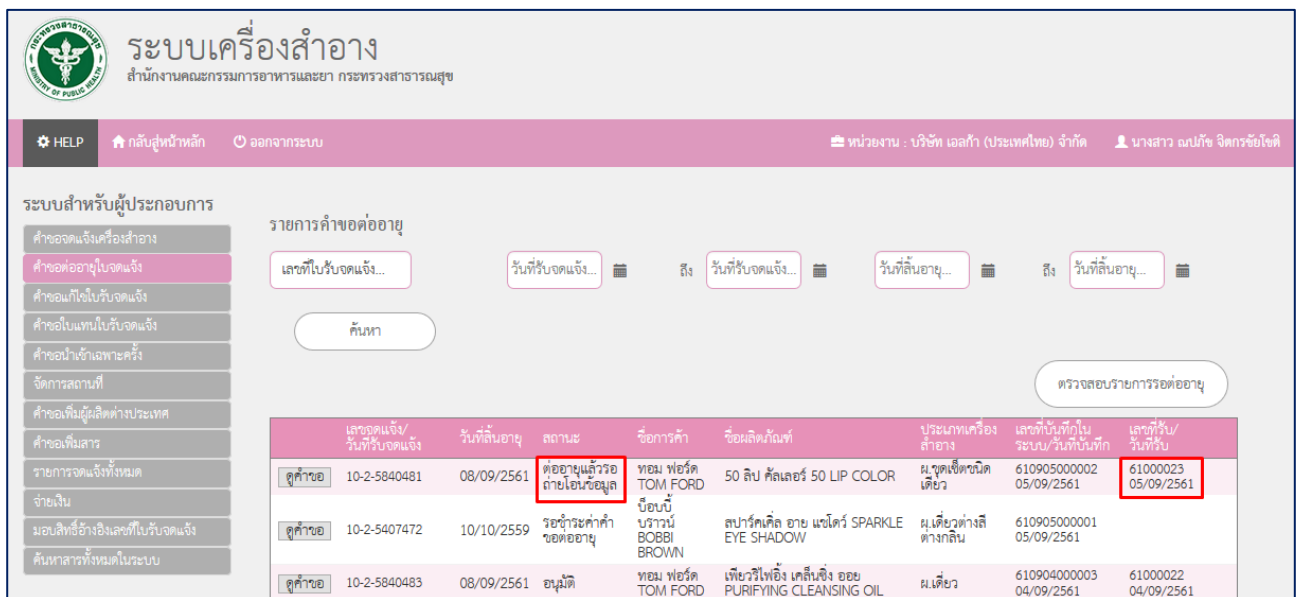 กระทรวงสาธารณสุข
MINISTRY OF PUBLIC HEALTH
ระบบเครื่องสำอาง
สำนักงานคณะกรรมการอาหารและยา กระทรวงสาธารณสุข
HELP กลับสู่หน้าหลัก ออกจากระบบ หน่วยงาน : บริษัท เอลก้า (ประเทศไทย) จำกัด นางสาว ณปภัช จิตกรชัยโชติ
ระบบสำหรับผู้ประกอบการ
คำขอจดแจ้งเครื่องสำอาง
คำขอต่ออายุใบจดแจ้ง
คำขอแก้ไขใบรับจดแจ้ง
คำขอใบแทนใบรับจดแจ้ง
คำขอนำเข้าเฉพาะครั้ง
จัดการสถานที่
คำขอเพิ่มผู้ผลิตต่างประเทศ
คำขอเพิ่มสาร
รายการจดแจ้งทั้งหมด
จ่ายเงิน
มอบสิทธิ์อ้างอิงเลขที่ใบรับจดแจ้ง
ค้นหาสารทั้งหมดในระบบ
รายการคำขอต่ออายุ
เลขที่ใบรับจดแจ้ง... วันที่รับจดแจ้ง... ถึง วันที่รับจดแจ้ง... วันที่สิ้นอายุ... ถึง วันที่สิ้นอายุ...
ค้นหา
ตรวจสอบรายการรอต่ออายุ
เลขจดแจ้ง/ ประเภทเครื่อง เลขที่บันทึกใน เลขที่รับ/
วันที่รับจดแจ้ง วันที่สิ้นอายุ สถานะ ชื่อการค้า ชื่อผลิตภัณฑ์ สำอาง ระบบ/วันที่บันทึก วันที่รับ
ต่ออายุแล้วรอ ทอม ฟอร์ด ผ.ชุดเซ็ตชนิด 610905000002 61000023
ดูคำขอ 10-2-5840481 08/09/2561 ถ่ายโอนข้อมูล TOM FORD 50 ลิป คัลเลอร์ 50 LIP COLOR เดียว 05/09/2561 05/09/2561
บ็อบบี้
บราวน์
ดูคำขอ 10-2-5407472 10/10/2559 รอชำระค่าคำ สปาร์คเคิล อาย แชโดว์ SPARKLE ผ.เดี่ยวต่างสี 610905000001
ขอต่ออายุ BOBBI EYE SHADOW ต่างกลิ่น 05/09/2561
BROWN
ทอม ฟอร์ด เพียวริไฟอิ้ง เคล็นซิ่ง ออย 610904000003 61000022
ดูคำขอ 10-2-5840483 08/09/2561 อนุมัติ TOM FORD PURIFYING CLEANSING OIL ผ.เดี่ยว 04/09/2561 04/09/2561